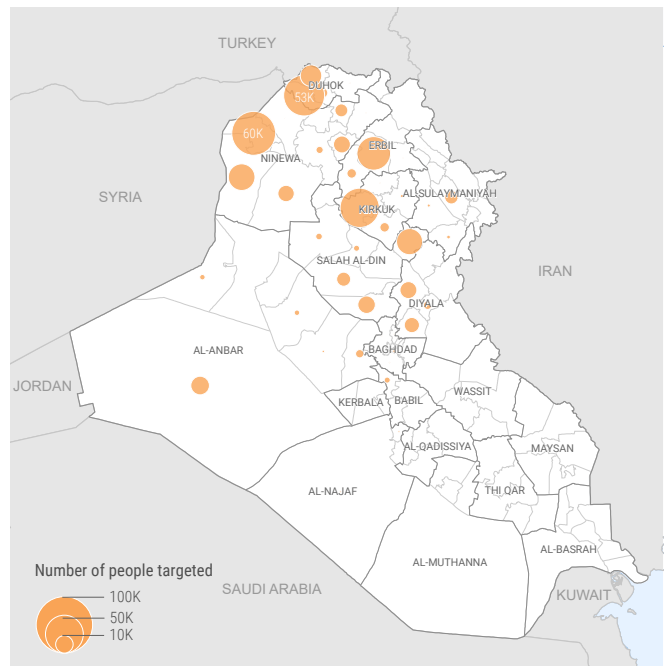 TURKEY
DUHOK
53K
60K
ERBIL
NINEWA
AL-SULAYMANIYAH
SYRIA
KIRKUK
SALAH AL-DIN
IRAN
DIYALA
AL-ANBAR
BAGHDAD
JORDAN
WASSIT
KERBALA
BABIL
AL-QADISSIYA
MAYSAN
AL-NAJAF
THI QAR
AL-BASRAH
AL-MUTHANNA
Number of people targeted
SAUDI ARABIA
KUWAIT
100K
50K
10K